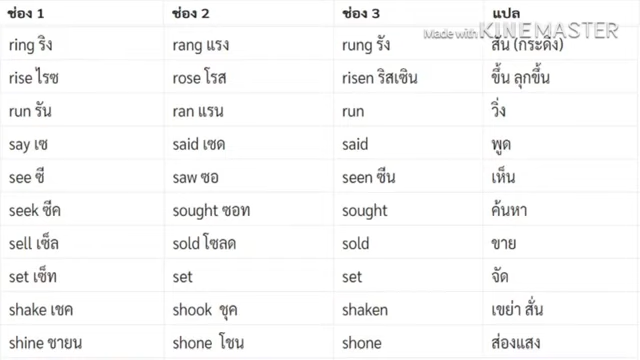 ช่อง 1 ช่อง 2 ช่อง 3 แปล
Made with KINEMASTER
ring ริง rang แรง rung รัง สั่น (กระดิ่ง)
rise ไรซ rose โรส risen ริสเซิน ขึ้น ลุกขึ้น
run รัน ran แรน run วิ่ง
say เซ said เซด said พูด
see ซี saw ซอ seen ซีน เห็น
seek ซีค sought ซอท sought ค้นหา
sell เซ็ล sold โซลด sold ขาย
set เซ็ท set set จัด
shake เชค shook ชุค shaken เขย่า สั่น
shine ชายน shone โชน shone ส่องแสง